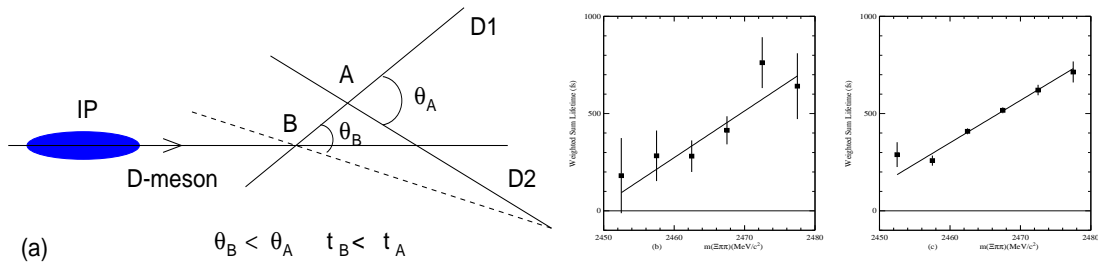 D1
A
θA
IP
B
θB
D-meson
D2
(a)
θB < θA tB < tA
1000
500
0
Weighted Sum Lifetime (fs)
2450 2460 2470 2480
(b) m(Ξππ)(MeV/c²)
1000
500
0
Weighted Sum Lifetime (fs)
2450 2460 2470 2480
(c) m(Ξππ)(MeV/c²)